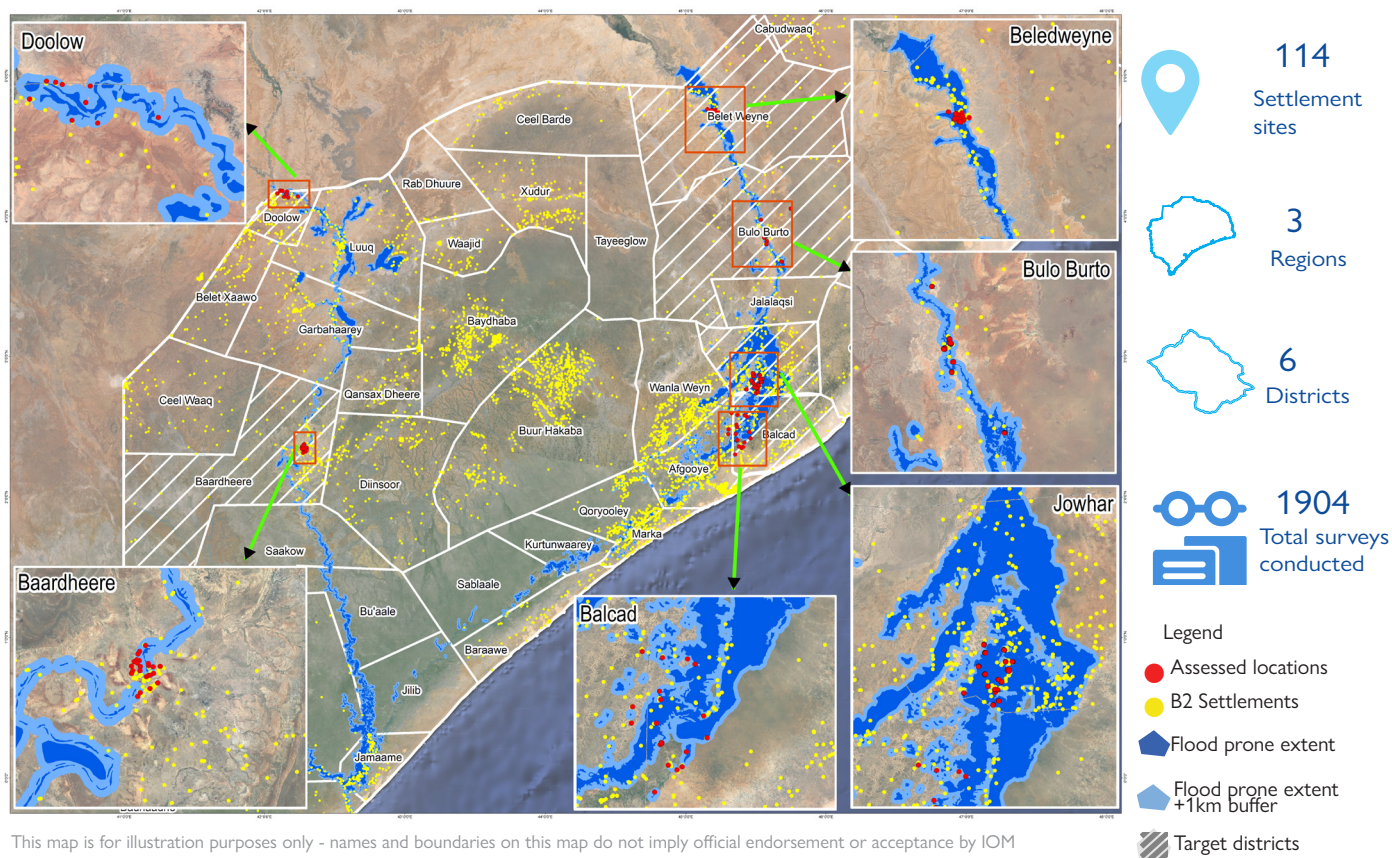 Doolow
Cabudwaaq
Beledweyne
Ceel Barde
Belet Weyne
Rab Dhuure
Xudur
Doolow
Luuq
Waajid
Tayeeglow
Bulo Burto
Bulo Burto
Belet Xaawo
Jalalaqsi
Garbahaarey
Baydhaba
Ceel Waaq
Qansax Dheere
Wanla Weyn
Buur Hakaba
Balcad
Baardheere
Diinsoor
Afgooye
Jowhar
Qoryooley
Marka
Saakow
Kurtunwaarey
Baardheere
Sablaale
Balcad
Bu'aale
Baraawe
Jilib
Jamaame
114
Settlement
sites
3
Regions
6
Districts
1904
Total surveys
conducted
Legend
Assessed locations
B2 Settlements
Flood prone extent
Flood prone extent
+1km buffer
Target districts
This map is for illustration purposes only - names and boundaries on this map do not imply official endorsement or acceptance by IOM